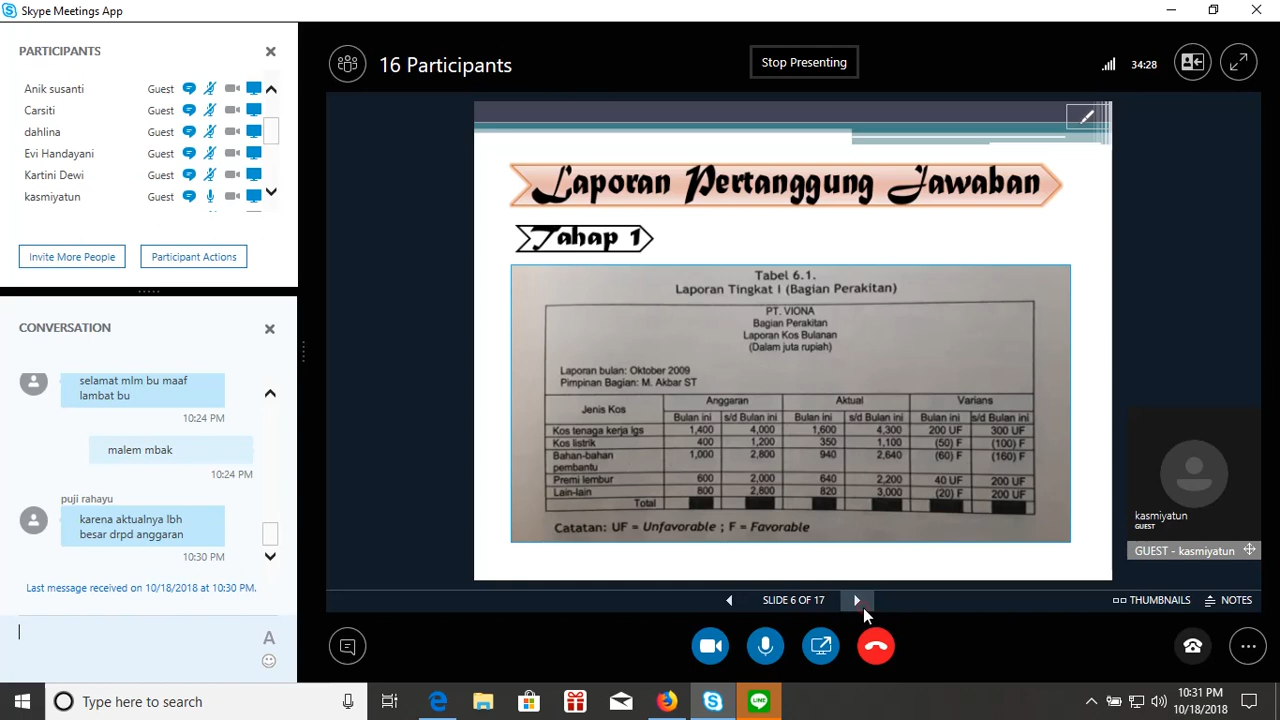 Skype Meetings App
PARTICIPANTS
Anik susanti Guest
Carsiti Guest
dahlina Guest
Evi Handayani Guest
Kartini Dewi Guest
kasmiyatun Guest
Invite More People Participant Actions
CONVERSATION
selamat mlm bu maaf
lambat bu
10:24 PM
malem mbak
10:24 PM
puji rahayu
karena aktualnya lbh
besar drpd anggaran
10:30 PM
Last message received on 10/18/2018 at 10:30 PM.
A
16 Participants
Stop Presenting
34:28
Laporan Pertanggung Jawaban
Tahap 1
Tabel 6.1.
Laporan Tingkat I (Bagian Perakitan)
PT. VIONA
Bagian Perakitan
Laporan Kos Bulanan
(Dalam juta rupiah)
Laporan bulan: Oktober 2009
Pimpinan Bagian: M. Akbar ST
Jenis Kos Anggaran Aktual Varians
Bulan ini s/d Bulan ini Bulan ini s/d Bulan ini Bulan ini s/d Bulan ini
Kos tenaga kerja lgs 1,400 4,000 1,600 4,300 200 UF 300 UF
Kos listrik 400 1,200 350 1,100 (50) F (100) F
Bahan-bahan 1,000 2,800 940 2,640 (60) F (160) F
pembantu
Premi lembur 600 2,000 640 2,200 40 UF 200 UF
Lain-lain 800 2,800 820 3,000 (20) F 200 UF
Total
Catatan: UF = Unfavorable ; F = Favorable
kasmiyatun
GUEST
GUEST - kasmiyatun
SLIDE 6 OF 17
THUMBNAILS NOTES
Type here to search
10:31 PM
10/18/2018